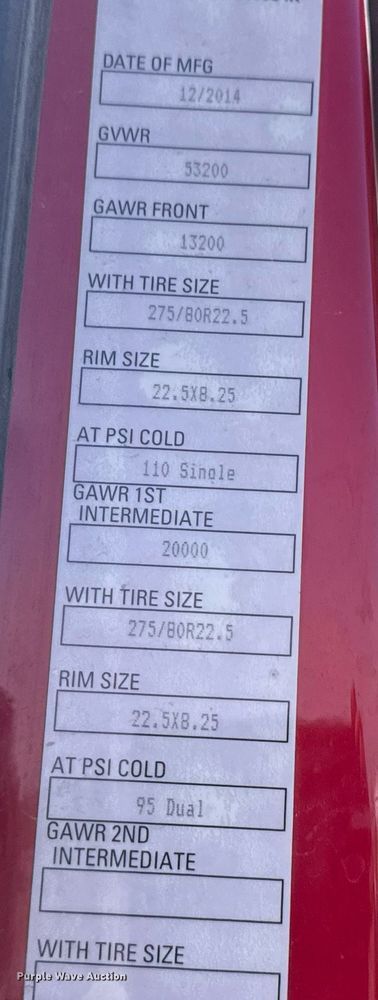 DATE OF MFG
12/2014
GVWR
53200
GAWR FRONT
13200
WITH TIRE SIZE
275/80R22.5
RIM SIZE
22.5X8.25
AT PSI COLD
110 Single
GAWR 1ST
INTERMEDIATE
20000
WITH TIRE SIZE
275/80R22.5
RIM SIZE
22.5X8.25
AT PSI COLD
95 Dual
GAWR 2ND
INTERMEDIATE
WITH TIRE SIZE
Purple Wave Auction